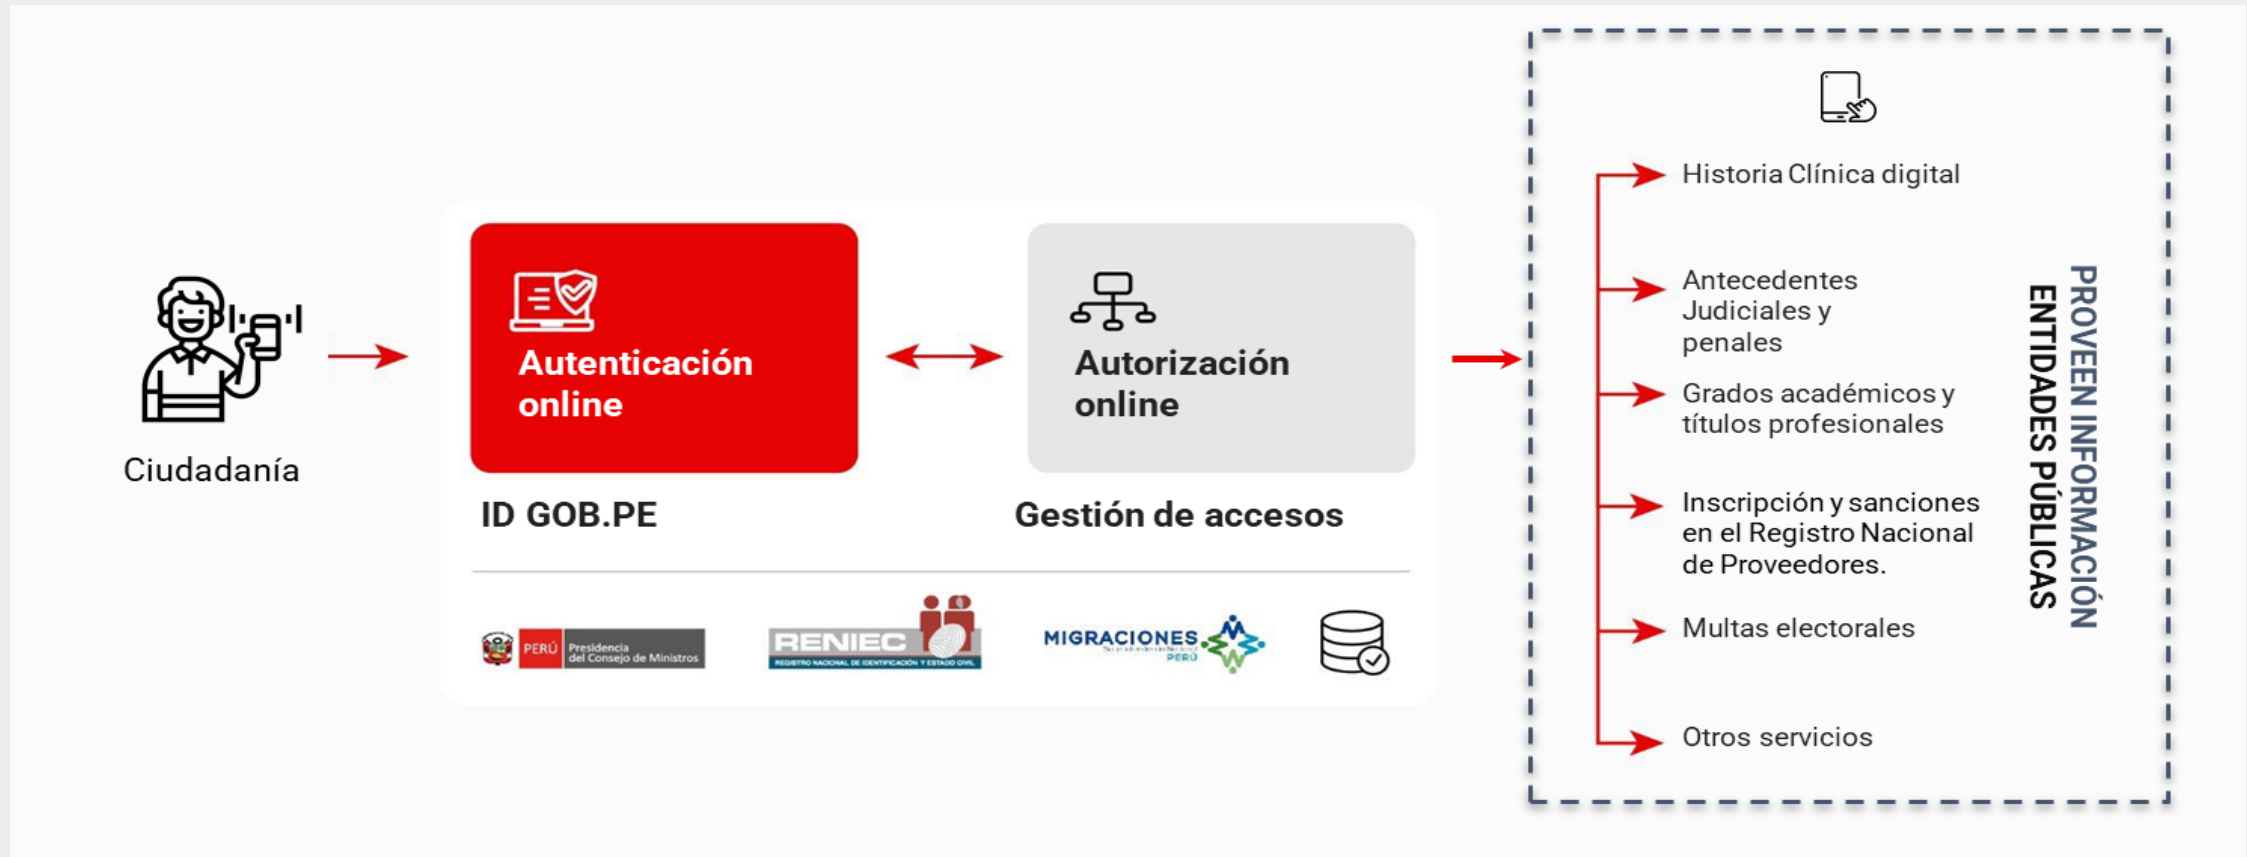 Ciudadanía
Autenticación
online
ID GOB.PE
Autorización
online
Gestión de accesos
PERÚ
Presidencia
del Consejo de Ministros
RENIEC
REGISTRO NACIONAL DE IDENTIFICACIÓN Y ESTADO CIVIL
MIGRACIONES
PERÚ
Historia Clínica digital
Antecedentes
Judiciales y
penales
Grados académicos y
títulos profesionales
Inscripción y sanciones
en el Registro Nacional
de Proveedores.
Multas electorales
Otros servicios
PROVEEN INFORMACIÓN
ENTIDADES PÚBLICAS